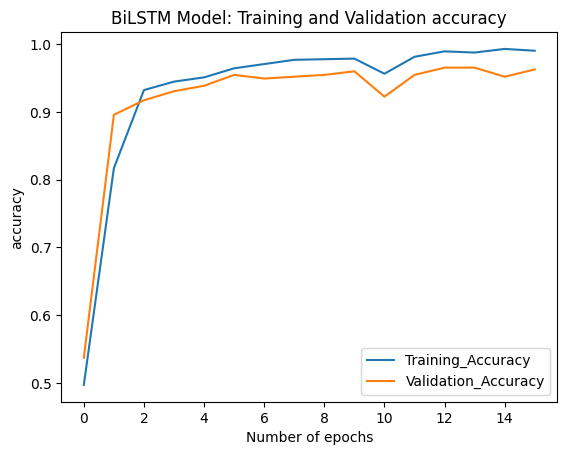 BiLSTM Model: Training and Validation accuracy
1.0
0.9
0.8
0.7
0.6
0.5
accuracy
Training_Accuracy
Validation_Accuracy
0 2 4 6 8 10 12 14
Number of epochs